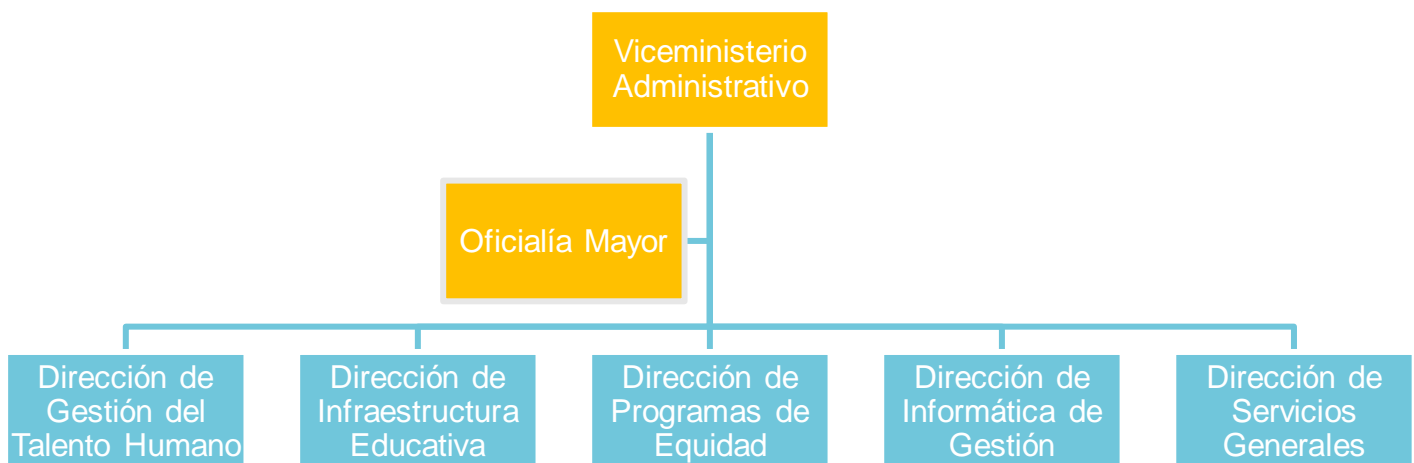 Viceministerio
Administrativo
Oficialía Mayor
Dirección de
Gestión del
Talento Humano
Dirección de
Infraestructura
Educativa
Dirección de
Programas de
Equidad
Dirección de
Informática de
Gestión
Dirección de
Servicios
Generales